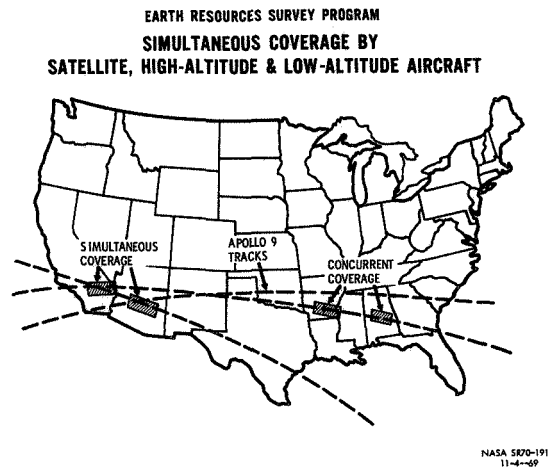 EARTH RESOURCES SURVEY PROGRAM
SIMULTANEOUS COVERAGE BY
SATELLITE, HIGH-ALTITUDE & LOW-ALTITUDE AIRCRAFT
SIMULTANEOUS
COVERAGE
APOLLO 9
TRACKS
CONCURRENT
COVERAGE
NASA SR70-191
11-4--69